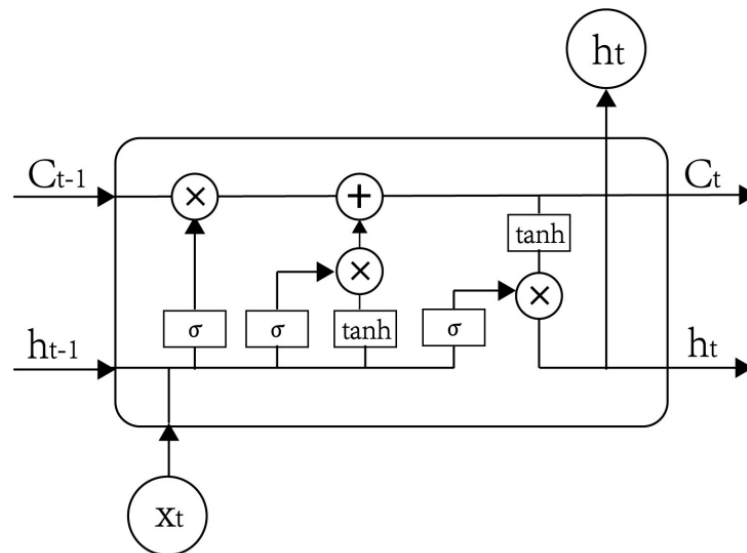 ht
Ct-1
×
+
Ct
tanh
×
×
σ
σ
tanh
σ
ht-1
ht
xt